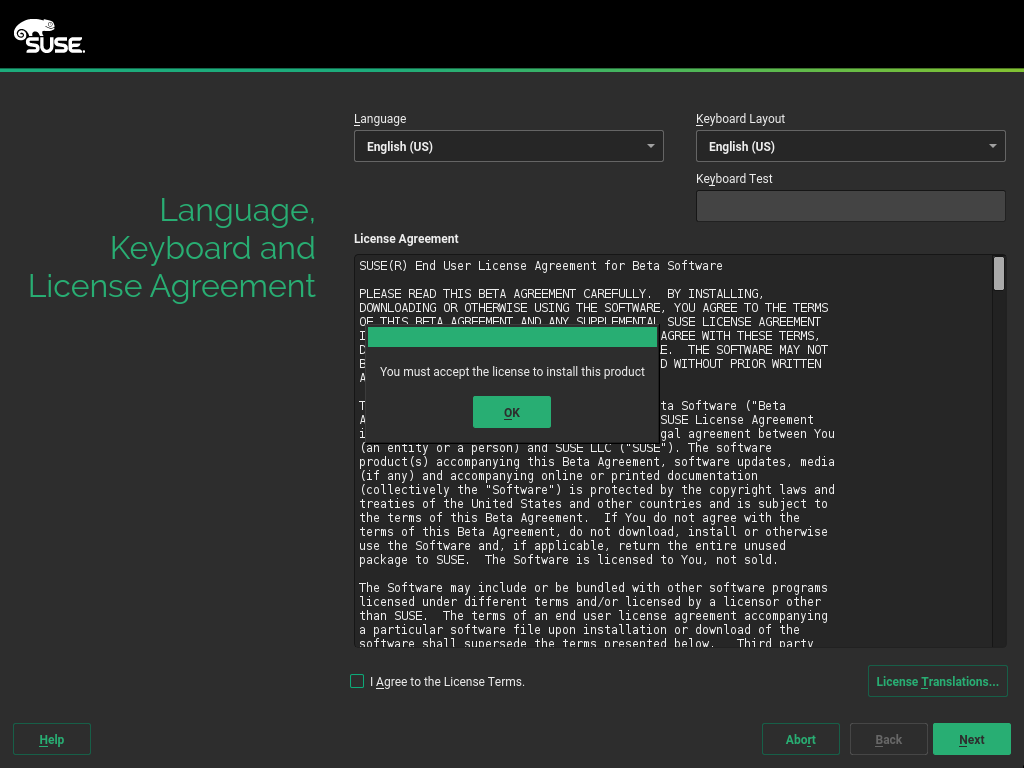 SUSE.
Language
Keyboard Layout
English (US)
English (US)
Keyboard Test
Language,
Keyboard and
License Agreement
License Agreement
SUSE(R) End User License Agreement for Beta Software
PLEASE READ THIS BETA AGREEMENT CAREFULLY.  BY INSTALLING,
DOWNLOADING OR OTHERWISE USING THE SOFTWARE, YOU AGREE TO THE TERMS
OF THIS BETA AGREEMENT AND ANY SUPPLEMENTAL SUSE LICENSE AGREEMENT
AGREE WITH THESE TERMS,
E.  THE SOFTWARE MAY NOT
D WITHOUT PRIOR WRITTEN
You must accept the license to install this product
OK
ta Software ("Beta
SUSE License Agreement
gal agreement between You
(an entity or a person) and SUSE LLC ("SUSE"). The software
product(s) accompanying this Beta Agreement, software updates, media
(if any) and accompanying online or printed documentation
(collectively the "Software") is protected by the copyright laws and
treaties of the United States and other countries and is subject to
the terms of this Beta Agreement.  If You do not agree with the
terms of this Beta Agreement, do not download, install or otherwise
use the Software and, if applicable, return the entire unused
package to SUSE.  The Software is licensed to You, not sold.
The Software may include or be bundled with other software programs
licensed under different terms and/or licensed by a licensor other
than SUSE.  The terms of an end user license agreement accompanying
a particular software file upon installation or download of the
software shall supersede the terms presented below.   Third party
I Agree to the License Terms.
License Translations...
Help
Abort
Back
Next